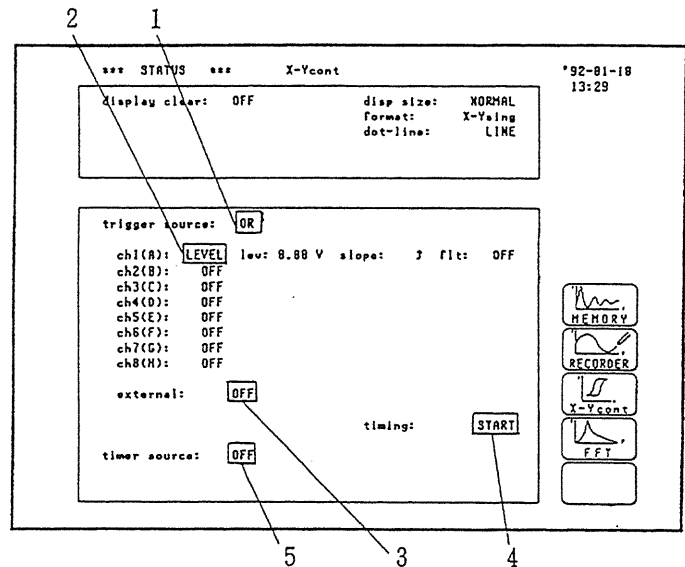 2 1
*** STATUS *** X-Ycont '92-01-18
13:29
display clear: OFF disp size: NORMAL
format: X-Ysing
dot-line: LINE
trigger source: OR
ch1(A): LEVEL lev: 0.00 V slope: ↥ flt: OFF
ch2(B): OFF
ch3(C): OFF
ch4(D): OFF
ch5(E): OFF
ch6(F): OFF
ch7(G): OFF
ch8(H): OFF
external: OFF
timing: START
timer source: OFF
MEMORY
RECORDER
X-Ycont
FFT
5 3 4